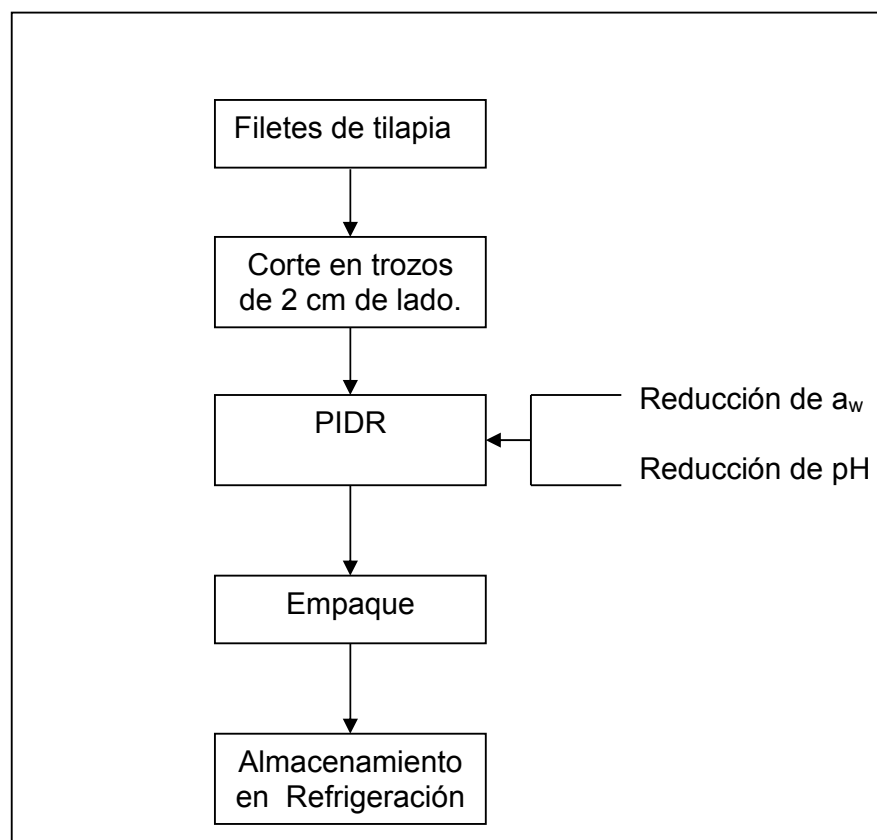 Filetes de tilapia
Corte en trozos
de 2 cm de lado.
PIDR
Reducción de aw
Reducción de pH
Empaque
Almacenamiento
en Refrigeración